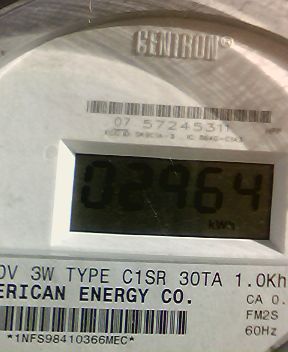 CENTRON®
07 57245311
02964
kWh
0V 3W TYPE C1SR 30TA 1.0Kh
ERICAN ENERGY CO.
CA 0.
FM2S
60Hz
*1NFS98410366MEC*